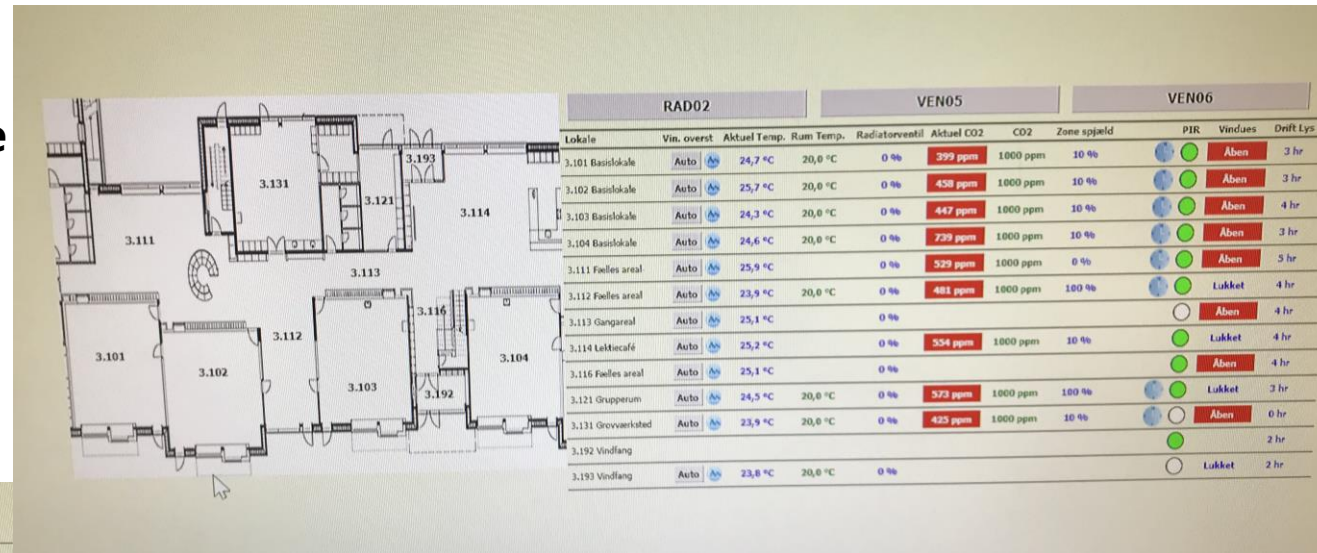 e
3.131
3.193
3.121
3.114
3.111
3.113
3.116
3.112
3.101
3.102
3.103
3.104
3.192
RAD02 VEN05 VEN06
Lokale Vin. overst Aktuel Temp. Rum Temp. Radiatorventil Aktuel CO2 CO2 Zone spjæld PIR Vindues Drift Lys
3.101 Basislokale Auto 24,7 °C 20,0 °C 0 % 399 ppm 1000 ppm 10 % Åben 3 hr
3.102 Basislokale Auto 25,7 °C 20,0 °C 0 % 458 ppm 1000 ppm 10 % Åben 3 hr
3.103 Basislokale Auto 24,3 °C 20,0 °C 0 % 447 ppm 1000 ppm 10 % Åben 4 hr
3.104 Basislokale Auto 24,6 °C 20,0 °C 0 % 739 ppm 1000 ppm 10 % Åben 3 hr
3.111 Fælles areal Auto 25,9 °C 0 % 529 ppm 1000 ppm 0 % Åben 5 hr
3.112 Fælles areal Auto 23,9 °C 20,0 °C 0 % 481 ppm 1000 ppm 100 % Lukket 4 hr
3.113 Gangareal Auto 25,1 °C 0 % Åben 4 hr
3.114 Lektiecafé Auto 25,2 °C 0 % 554 ppm 1000 ppm 10 % Lukket 4 hr
3.116 Fælles areal Auto 25,1 °C 0 % Åben 4 hr
3.121 Grupperum Auto 24,5 °C 20,0 °C 0 % 573 ppm 1000 ppm 100 % Lukket 3 hr
3.131 Grovværksted Auto 23,9 °C 20,0 °C 0 % 425 ppm 1000 ppm 10 % Åben 0 hr
3.192 Vindfang 2 hr
3.193 Vindfang Auto 23,8 °C 20,0 °C 0 % Lukket 2 hr